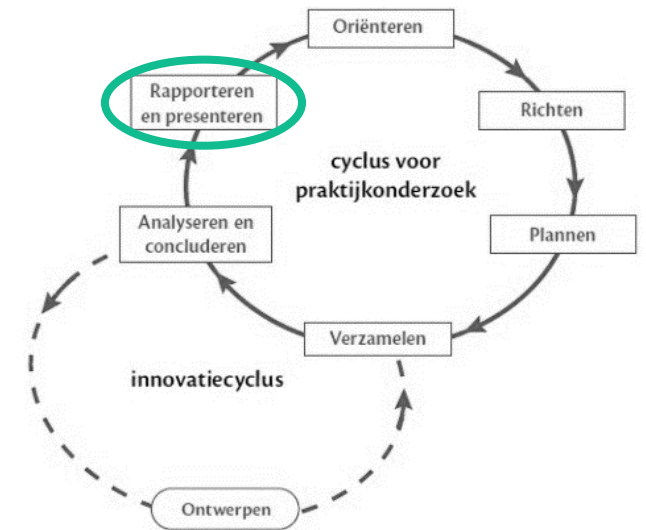 Oriënteren
Rapporteren
en presenteren
Richten
cyclus voor
praktijkonderzoek
Analyseren en
concluderen
Plannen
Verzamelen
innovatiecyclus
Ontwerpen